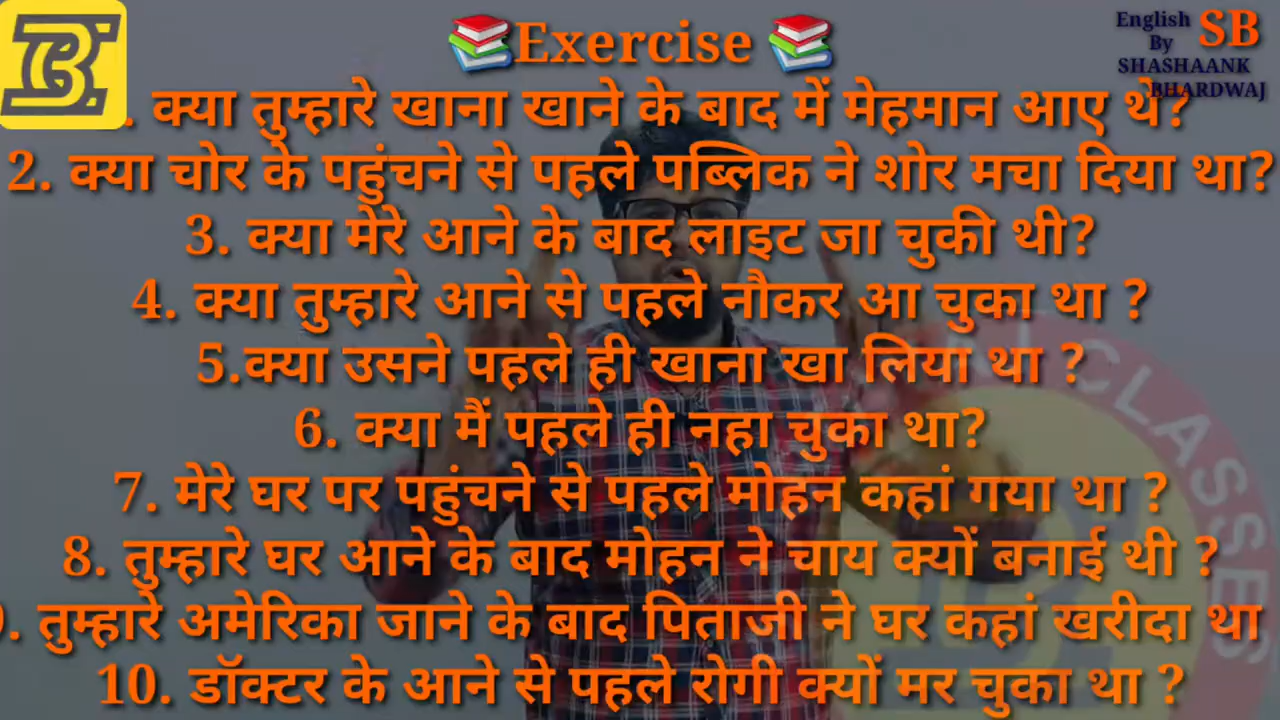 📚Exercise 📚
English SB
By
SHASHAANK
BHARDWAJ
. क्या तुम्हारे खाना खाने के बाद में मेहमान आए थे?
2. क्या चोर के पहुंचने से पहले पब्लिक ने शोर मचा दिया था?
3. क्या मेरे आने के बाद लाइट जा चुकी थी?
4. क्या तुम्हारे आने से पहले नौकर आ चुका था ?
5.क्या उसने पहले ही खाना खा लिया था ?
6. क्या मैं पहले ही नहा चुका था?
7. मेरे घर पर पहुंचने से पहले मोहन कहां गया था ?
8. तुम्हारे घर आने के बाद मोहन ने चाय क्यों बनाई थी ?
9. तुम्हारे अमेरिका जाने के बाद पिताजी ने घर कहां खरीदा था
10. डॉक्टर के आने से पहले रोगी क्यों मर चुका था ?
CLASSES